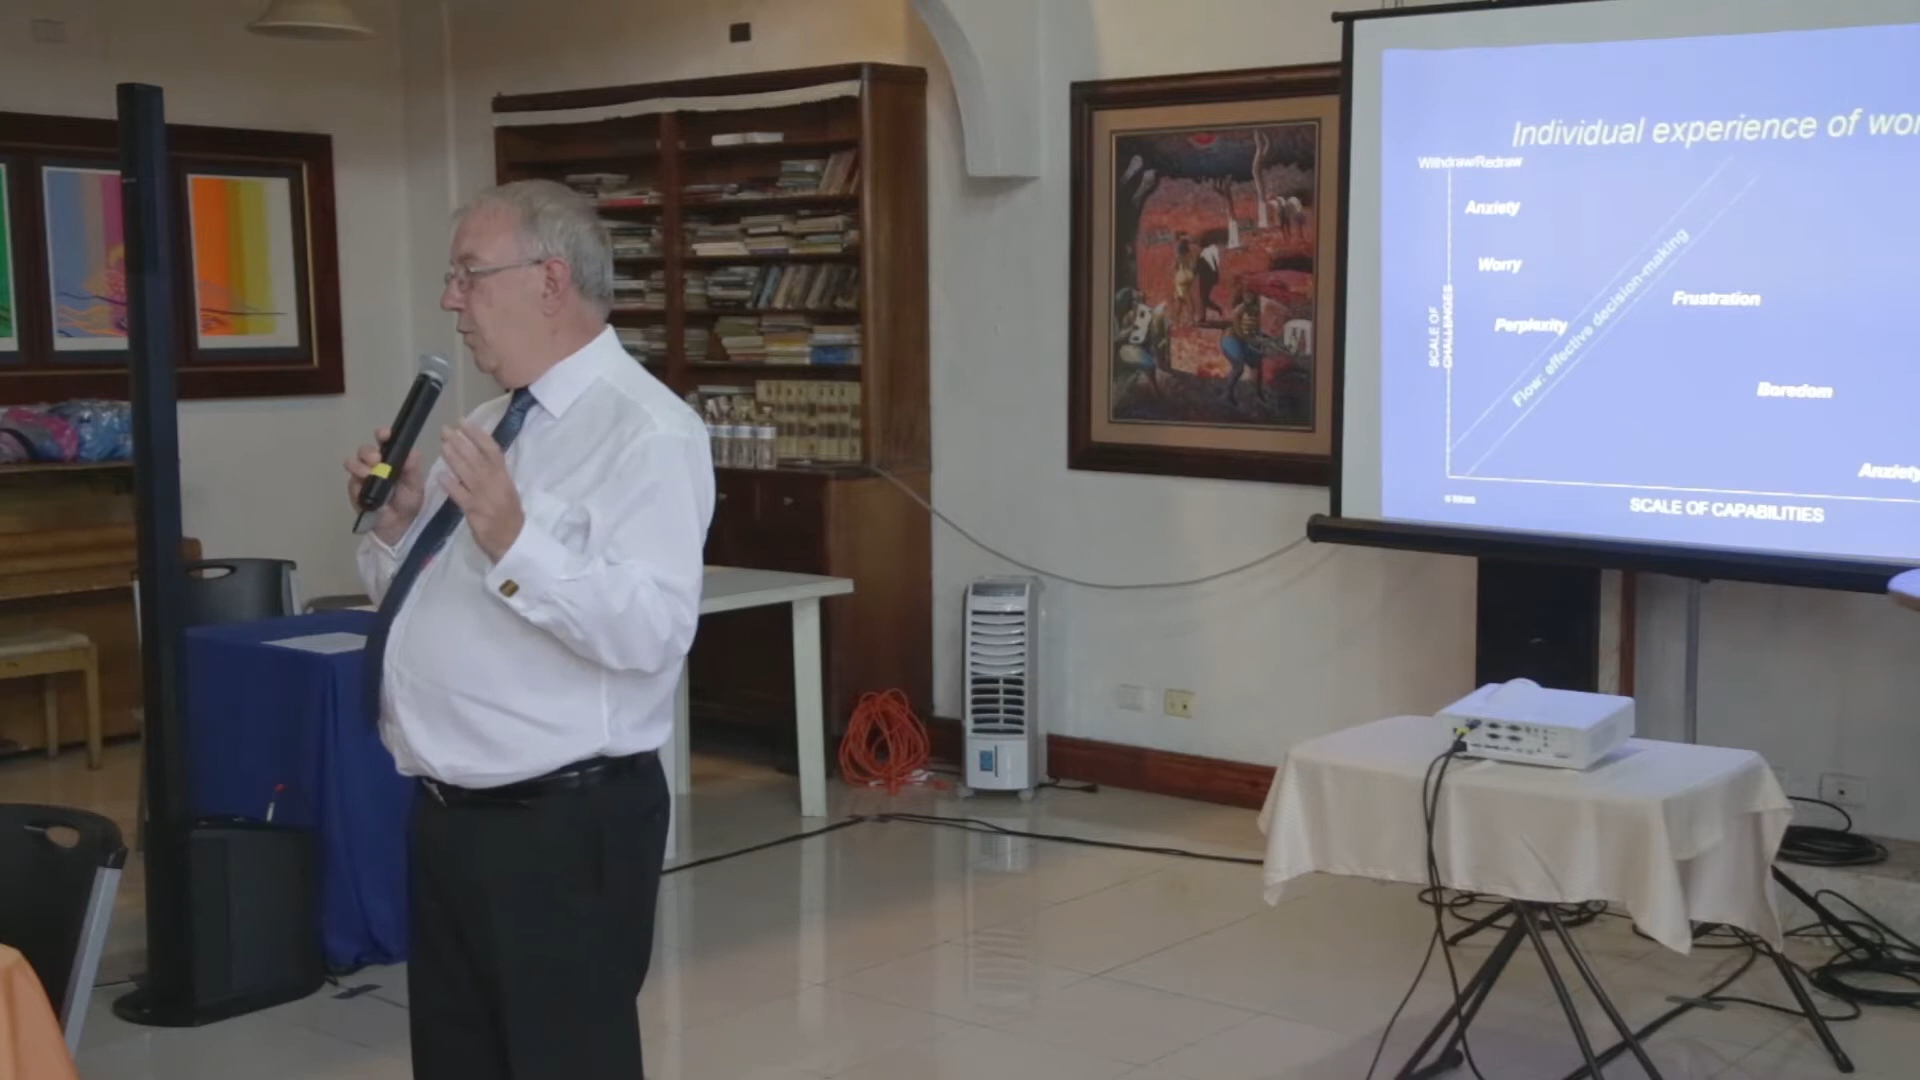 Individual experience of wor
Withdraw/Redraw
Anxiety
Worry
Perplexity
Flow: effective decision-making
Frustration
Boredom
Anxiety
SCALE OF
CHALLENGES
SCALE OF CAPABILITIES